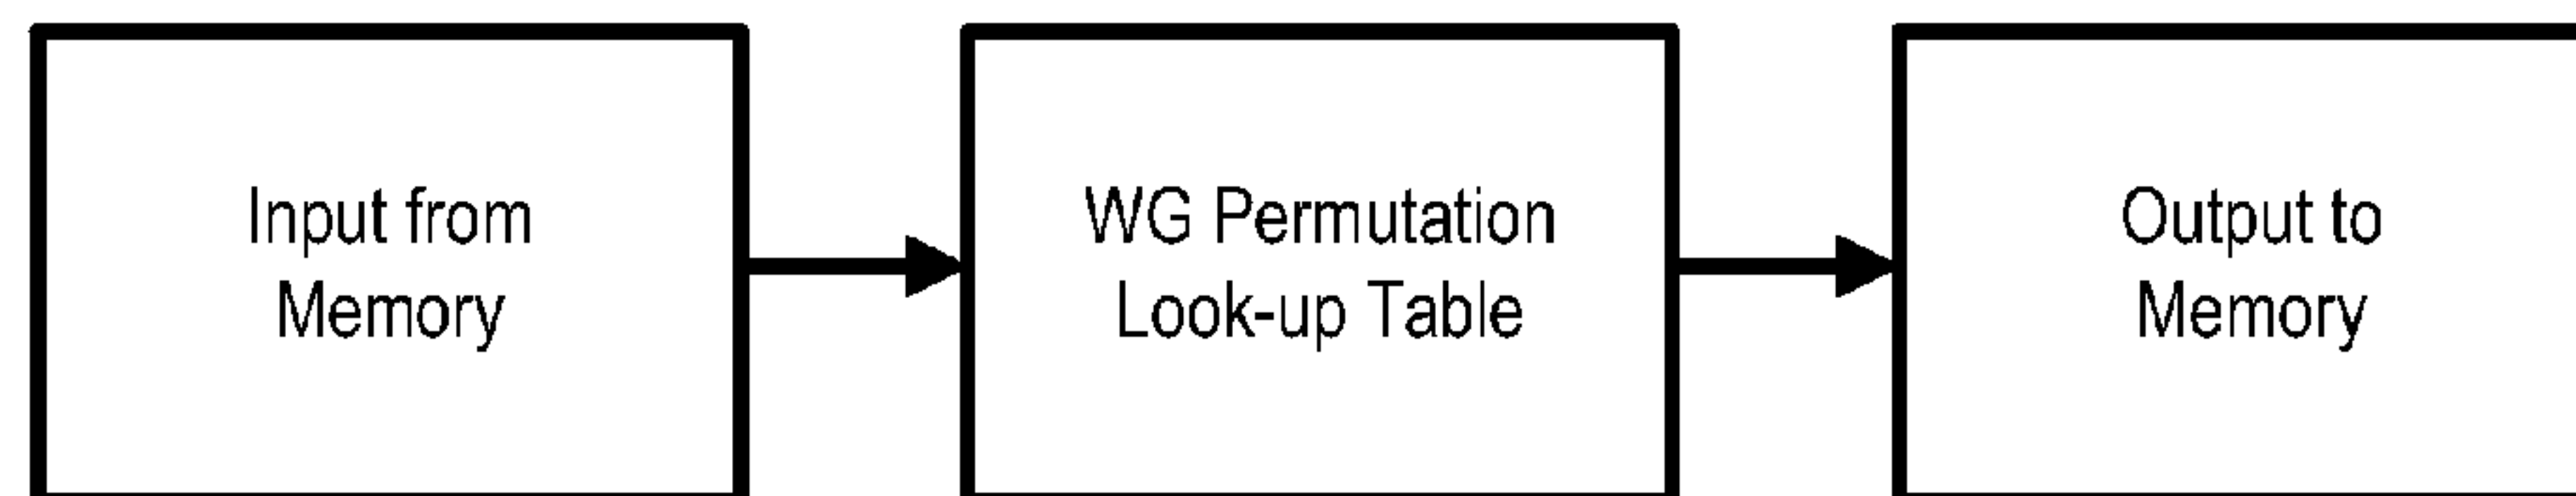 Input from
Memory
WG Permutation
Look-up Table
Output to
Memory